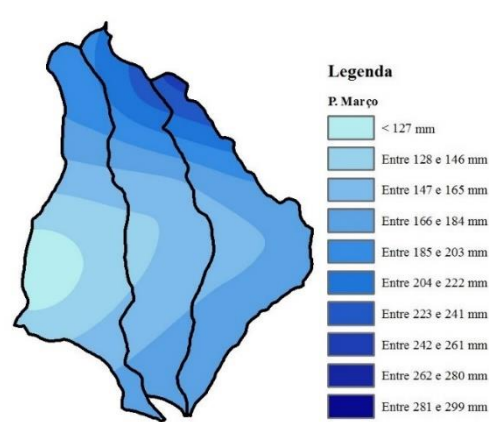 Legenda
P. Março
< 127 mm
Entre 128 e 146 mm
Entre 147 e 165 mm
Entre 166 e 184 mm
Entre 185 e 203 mm
Entre 204 e 222 mm
Entre 223 e 241 mm
Entre 242 e 261 mm
Entre 262 e 280 mm
Entre 281 e 299 mm